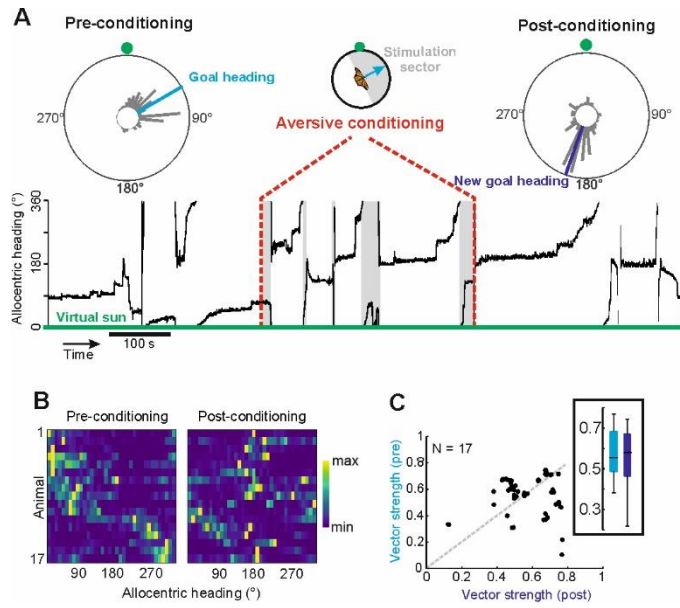 A
Pre-conditioning
Post-conditioning
Stimulation
sector
Goal heading
270°
90°
180°
Aversive conditioning
270°
90°
180°
New goal heading
Allocentric heading (°)
360
180
0
Virtual sun
Time
100 s
B
Pre-conditioning
Post-conditioning
Animal
1
17
max
min
90 180 270
90 180 270
Allocentric heading (°)
C
N = 17
Vector strength (pre)
1
0.8
0.6
0.4
0.2
0
0 0.2 0.4 0.6 0.8 1
Vector strength (post)
0.7
0.5
0.3